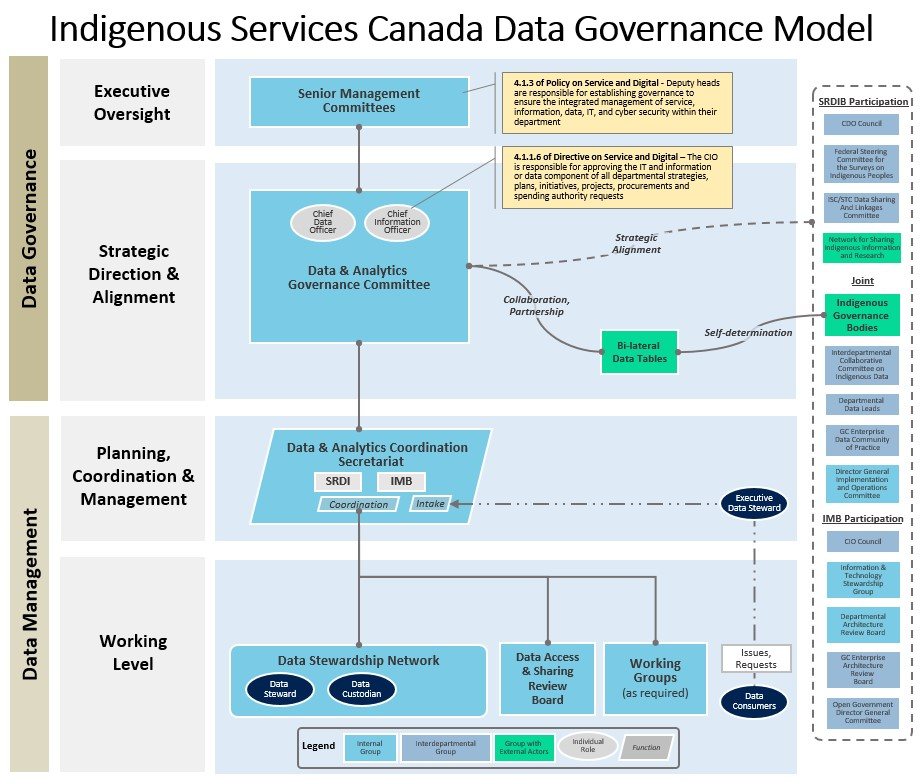 Indigenous Services Canada Data Governance Model
Data Governance
Executive
Oversight
Senior Management
Committees
4.1.3 of Policy on Service and Digital - Deputy heads
are responsible for establishing governance to
ensure the integrated management of service,
information, data, IT, and cyber security within their
department
Strategic
Direction &
Alignment
4.1.1.6 of Directive on Service and Digital – The CIO
is responsible for approving the IT and information
or data component of all departmental strategies,
plans, initiatives, projects, procurements and
spending authority requests
Chief
Data
Officer
Chief
Information
Officer
Data & Analytics
Governance Committee
Strategic
Alignment
Collaboration,
Partnership
Bi-lateral
Data Tables
Self-determination
Data Management
Planning,
Coordination &
Management
Data & Analytics Coordination
Secretariat
SRDI
IMB
Coordination
Intake
Executive
Data Steward
Working
Level
Data Stewardship Network
Data
Steward
Data
Custodian
Data Access
& Sharing
Review
Board
Working
Groups
(as required)
Issues,
Requests
Data
Consumers
Legend
Internal
Group
Interdepartmental
Group
Group with
External Actors
Individual
Role
Function
SRDIB Participation
CDO Council
Federal Steering
Committee for
the Surveys on
Indigenous Peoples
ISC/STC Data Sharing
And Linkages
Committee
Network for Sharing
Indigenous Information
and Research
Joint
Indigenous
Governance
Bodies
Interdepartmental
Collaborative
Committee on
Indigenous Data
Departmental
Data Leads
GC Enterprise
Data Community
of Practice
Director General
Implementation
and Operations
Committee
IMB Participation
CIO Council
Information &
Technology
Stewardship
Group
Departmental
Architecture
Review Board
GC Enterprise
Architecture
Review
Board
Open Government
Director General
Committee